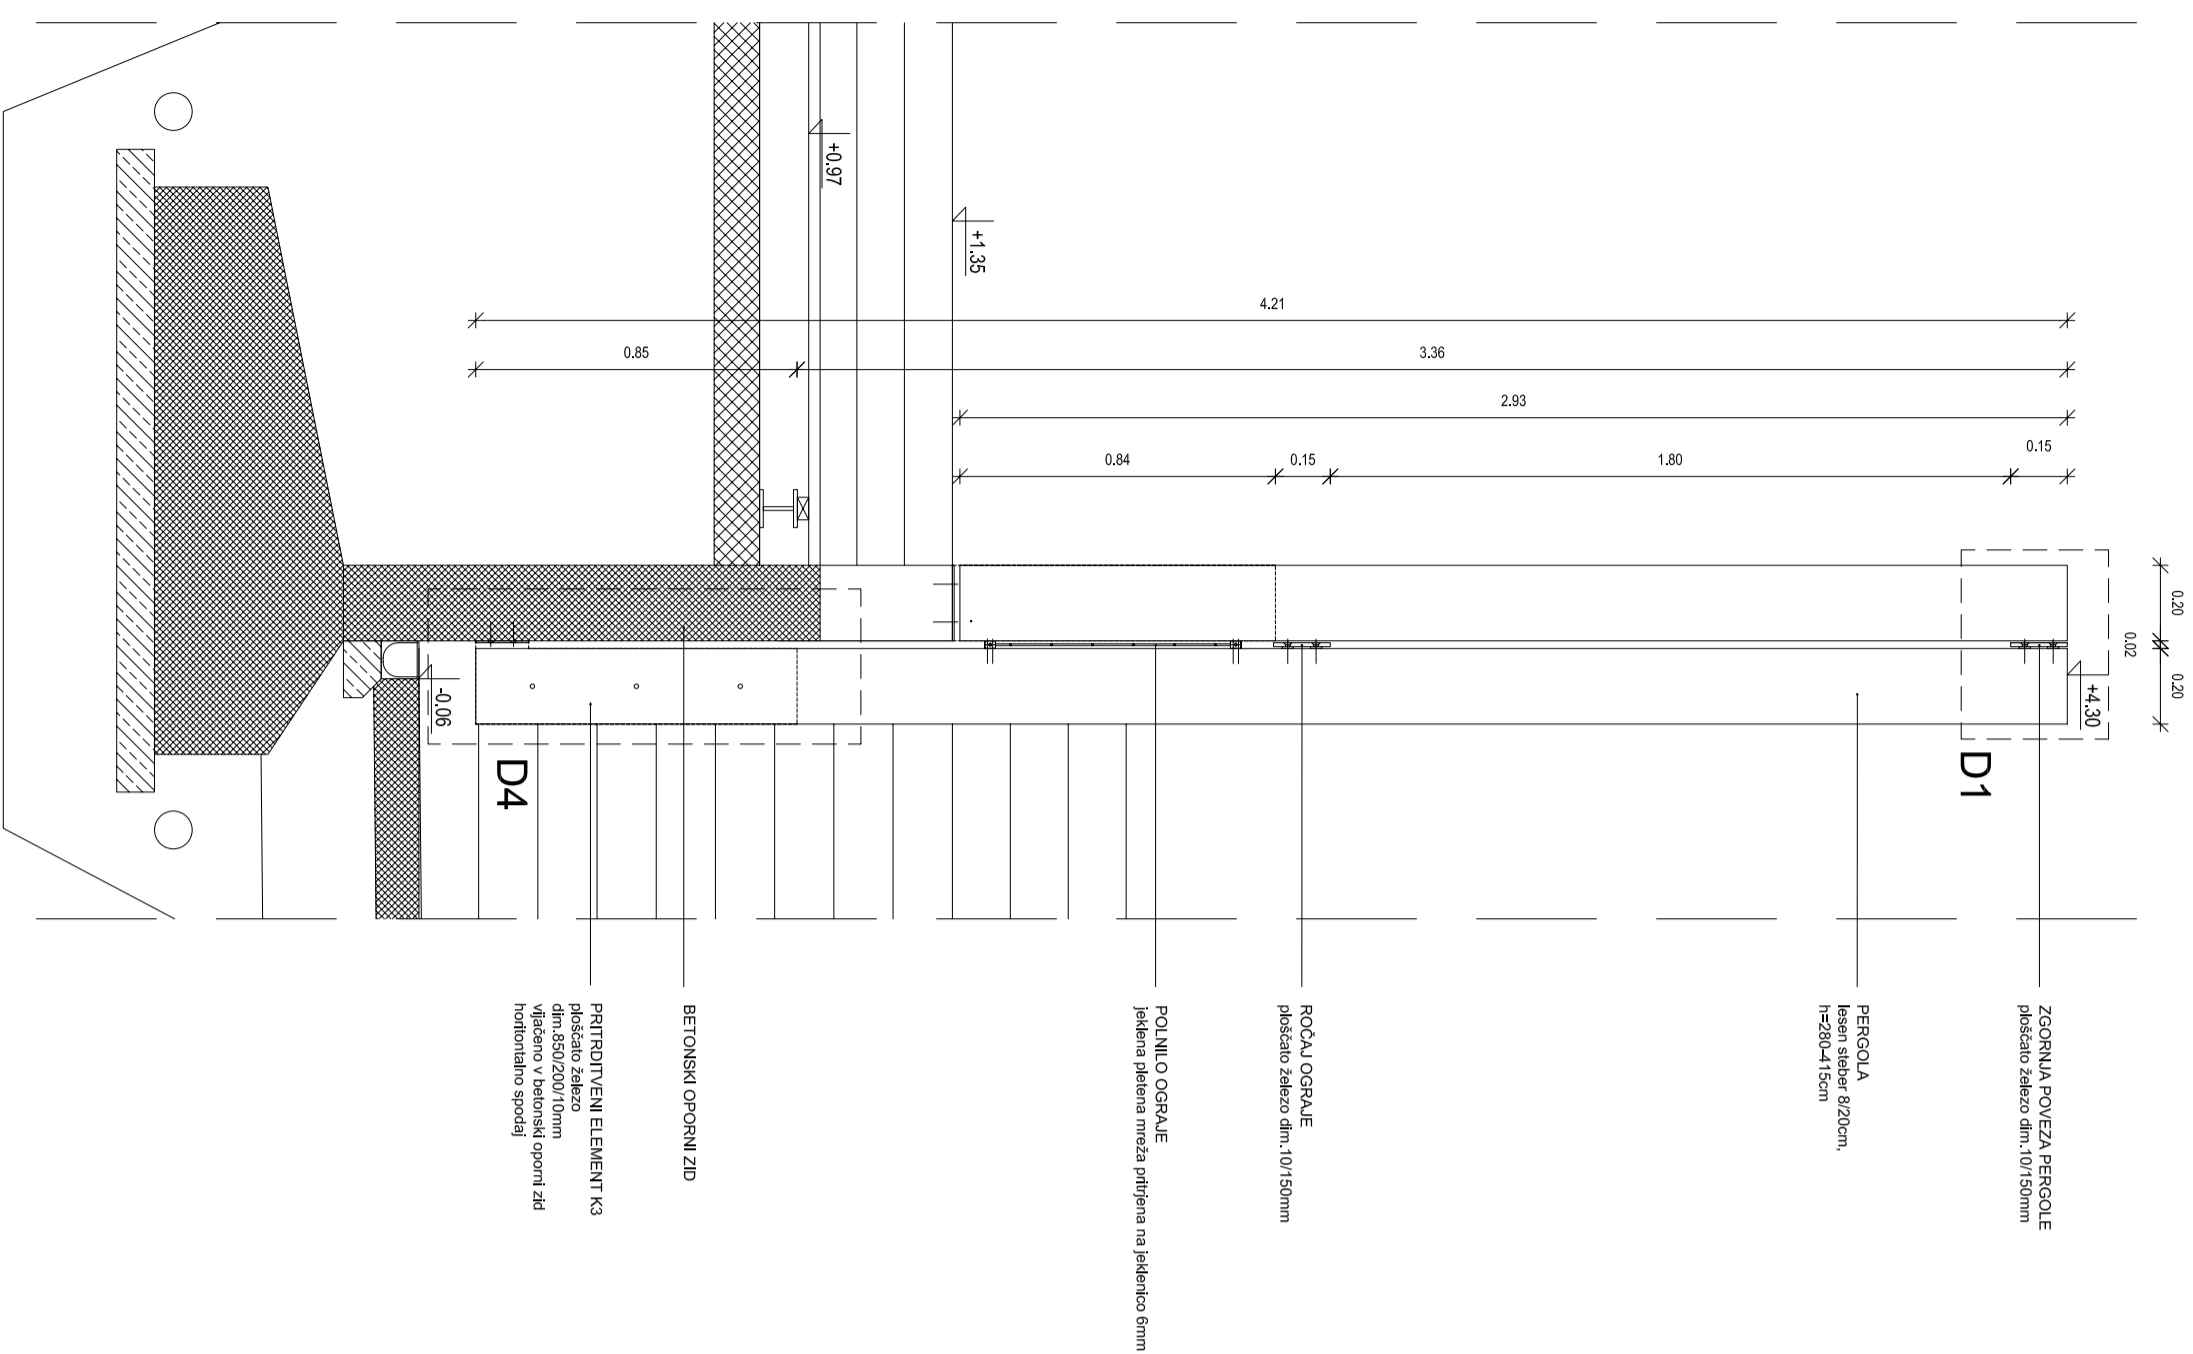 ZGORNJA POVEZA PERGOLE
ploščato železo dim.10/150mm
PERGOLA
lesen steber 8/20cm,
h=280-415cm
ROČAJ OGRAJE
ploščato železo dim.10/150mm
POLNILO OGRAJE
jeklena pletena mreža pritrjena na jeklenico 6mm
BETONSKI OPORNI ZID
PRITRDITVENI ELEMENT K3
ploščato železo
dim.850/200/10mm
vijačeno v betonski oporni zid
horitontalno spodaj
D1
D4
+4.30
+1.35
+0.97
-0.06
0.20
0.02
0.20
4.21
0.85
3.36
2.93
0.84
0.15
1.80
0.15